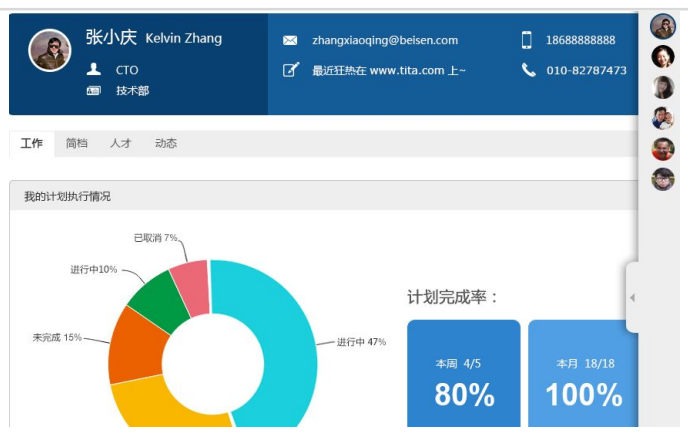 张小庆 Kelvin Zhang
CTO
技术部
zhangxiaoqing@beisen.com
最近狂热在 www.tita.com 上~
18688888888
010-82787473
工作 简档 人才 动态
我的计划执行情况
已取消 7%
进行中10%
未完成 15%
进行中 47%
计划完成率：
本周 4/5
80%
本月 18/18
100%